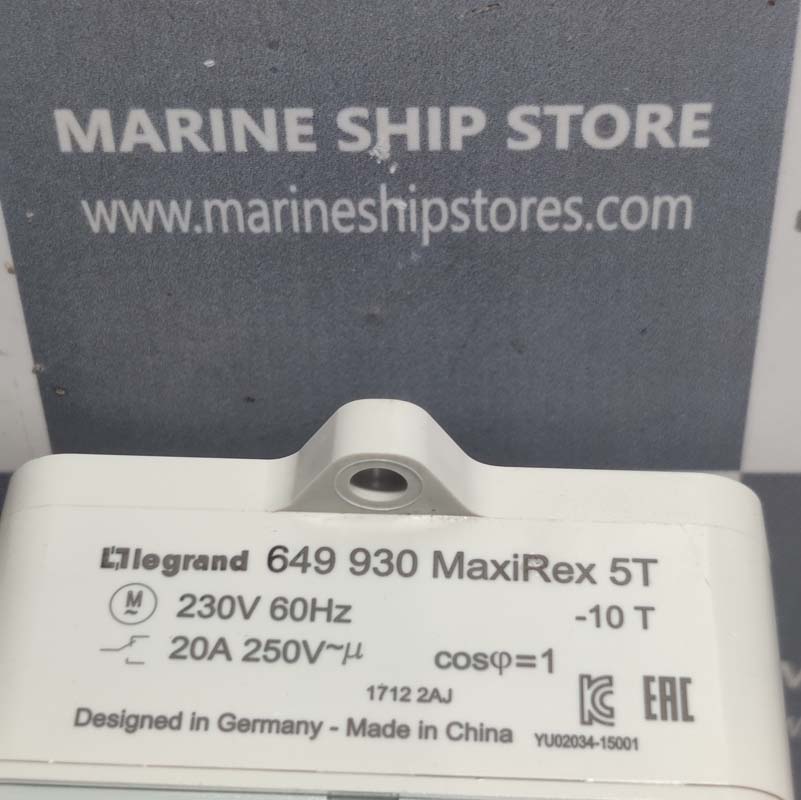 MARINE SHIP STORE
www.marineshipstores.com
legrand 649 930 MaxiRex 5T
M~ 230V 60Hz -10 T
20A 250V~µ cosφ=1
1712 2AJ
Designed in Germany - Made in China YU02034-15001
KC EAC